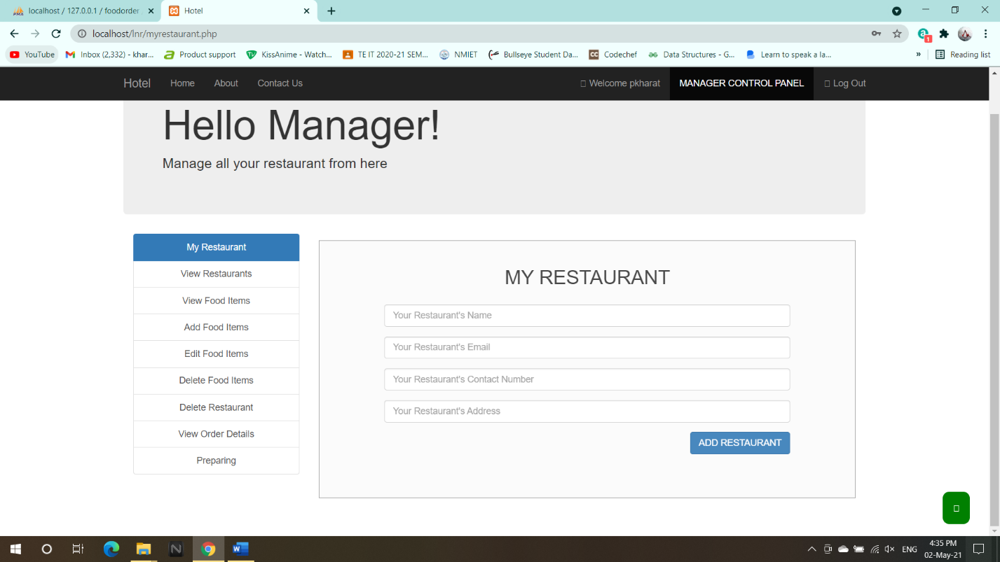 localhost / 127.0.0.1 / foodorder
Hotel
localhost/lnr/myrestaurant.php
YouTube
Inbox (2,332) - khar...
Product support
KissAnime - Watch...
TE IT 2020-21 SEM...
NMIET
Bullseye Student Da...
Codechef
Data Structures - G...
Learn to speak a la...
»
Reading list
Hotel
Home
About
Contact Us
Welcome pkharat
MANAGER CONTROL PANEL
Log Out
Hello Manager!
Manage all your restaurant from here
My Restaurant
View Restaurants
View Food Items
Add Food Items
Edit Food Items
Delete Food Items
Delete Restaurant
View Order Details
Preparing
MY RESTAURANT
Your Restaurant's Name
Your Restaurant's Email
Your Restaurant's Contact Number
Your Restaurant's Address
ADD RESTAURANT
ENG
4:35 PM
02-May-21